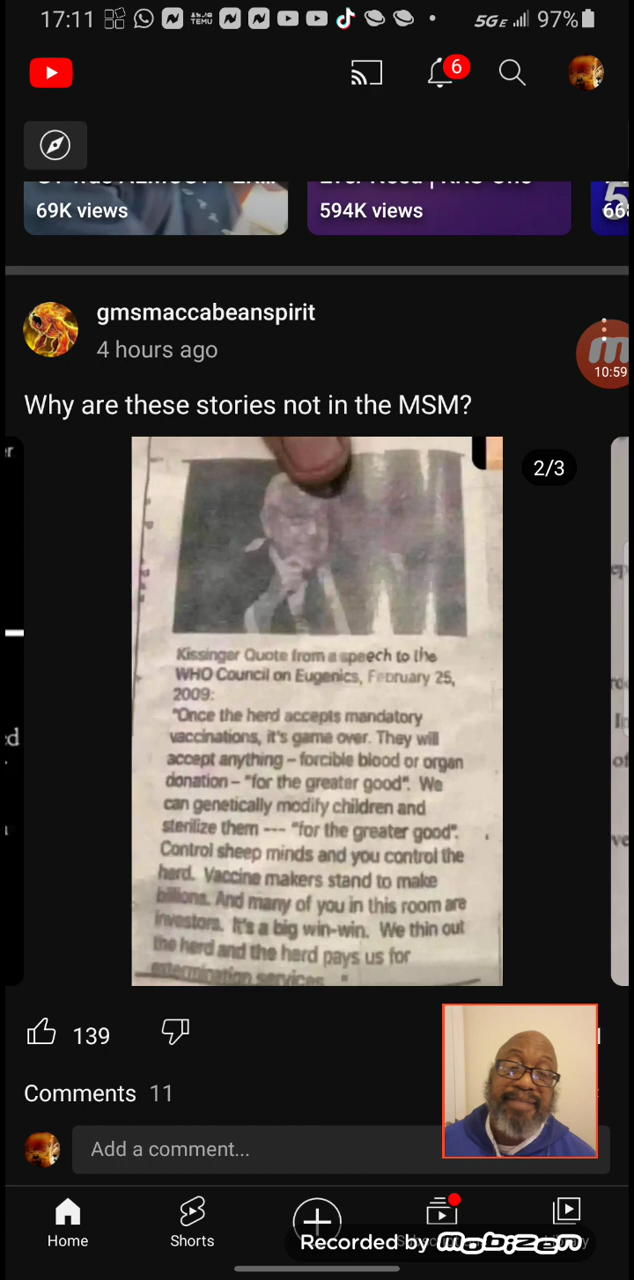 17:11
TEMU
5GE
97%
6
69K views
594K views
gmsmaccabeanspirit
4 hours ago
m
10:59
Why are these stories not in the MSM?
2/3
Kissinger Quote from a speech to the
WHO Council on Eugenics, February 25,
2009:
"Once the herd accepts mandatory
vaccinations, it's game over. They will
accept anything – forcible blood or organ
donation – "for the greater good". We
can genetically modify children and
sterilize them --- "for the greater good".
Control sheep minds and you control the
herd. Vaccine makers stand to make
billions. And many of you in this room are
investors. It's a big win-win. We thin out
the herd and the herd pays us for
extermination services. "
139
Comments 11
Add a comment...
Home
Shorts
Recorded by mobizen